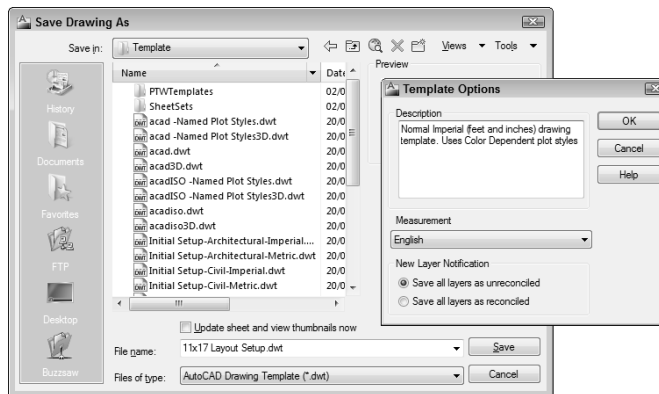 Save Drawing As
Save in:
Template
Views
Tools
History
Documents
Favorites
FTP
Desktop
Buzzsaw
Name
Date
PTWTemplates
02/0
SheetSets
02/0
acad -Named Plot Styles.dwt
20/0
acad -Named Plot Styles3D.dwt
20/0
acad.dwt
20/0
acad3D.dwt
20/0
acadISO -Named Plot Styles.dwt
20/0
acadISO -Named Plot Styles3D.dwt
20/0
acadiso.dwt
20/0
acadiso3D.dwt
20/0
Initial Setup-Architectural-Imperial....
20/0
Initial Setup-Architectural-Metric.dwt
20/0
Initial Setup-Civil-Imperial.dwt
20/0
Initial Setup-Civil-Metric.dwt
20/0
Preview
Update sheet and view thumbnails now
File name:
11x17 Layout Setup.dwt
Save
Files of type:
AutoCAD Drawing Template (*.dwt)
Cancel
Template Options
Description
Normal Imperial (feet and inches) drawing
template. Uses Color Dependent plot styles
OK
Cancel
Help
Measurement
English
New Layer Notification
Save all layers as unreconciled
Save all layers as reconciled